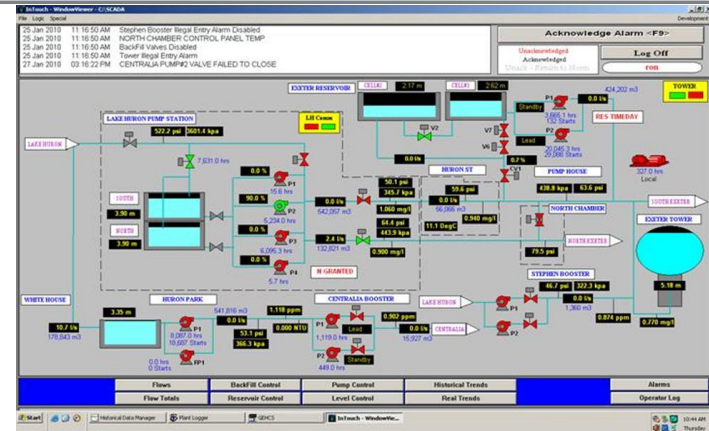 InTouch - WindowViewer - C:\SCADA
File Logic Special
Development
25 Jan 2010 11:16:50 AM Stephen Booster Illegal Entry Alarm Disabled
25 Jan 2010 11:16:50 AM NORTH CHAMBER CONTROL PANEL TEMP
25 Jan 2010 11:16:50 AM BackFill Valves Disabled
25 Jan 2010 11:16:50 AM Tower Illegal Entry Alarm
27 Jan 2010 03:16:22 PM CENTRALIA PUMP#2 VALVE FAILED TO CLOSE
Acknowledge Alarm <F9>
Unacknowledged
Acknowledged
Log Off
ron
EXETER RESERVOIR
CELL#2 2.17 m
CELL#1 2.62 m
Standby
P1
0.0 l/s
424,202 m3
TOWER
132 Starts
RES TIMEDAY
Lead
P2
20,046.3 hrs
V2
V7
V6
0.0 l/s
0.7 %
CV1
LAKE HURON PUMP STATION
522.2 psi
3601.4 kpa
LH Comm
LAKE HURON
7,631.0 hrs
0.0 %
P1
15.6 hrs
90.0 %
P2
5,234.0 hrs
0.0 %
P3
6,095.3 hrs
0.0 %
P4
5.7 hrs
SOUTH
3.90 m
NORTH
3.90 m
0.0 l/s
542,057 m3
50.1 psi
345.7 kpa
1.060 mg/l
64.4 psi
443.9 kpa
2.4 l/s
132,821 m3
0.900 mg/l
N-GRANTED
HURON ST
59.6 psi
0.0 l/s
56,066 m3
0.940 mg/l
11.1 DegC
PUMP HOUSE
438.8 kpa
63.6 psi
327.0 hrs
Local
SOUTH EXETER
NORTH CHAMBER
79.5 psi
NORTH EXETER
EXETER TOWER
5.18 m
0.770 mg/l
STEPHEN BOOSTER
46.7 psi
322.3 kpa
0.0 l/s
1,360 m3
0.874 ppm
LAKE HURON
CENTRALIA
P1
P2
WHITE HOUSE
10.7 l/s
178,643 m3
HURON PARK
3.35 m
P1
8,087.0 hrs
10,687 Starts
FP1
0.0 hrs
0 Starts
541,816 m3
0.0 l/s
53.1 psi
366.3 kpa
1.118 ppm
0.000 NTU
CENTRALIA BOOSTER
P1
Lead
1,119.0 hrs
P2
Standby
449.0 hrs
0.902 ppm
0.0 l/s
15,927 m3
Flows
BackFill Control
Pump Control
Historical Trends
Alarms
Flow Totals
Reservoir Control
Level Control
Real Trends
Operator Log
Start
Historical Data Manager
Plant Logger
GEHCS
InTouch - WindowVie...
10:44 AM
Thursday